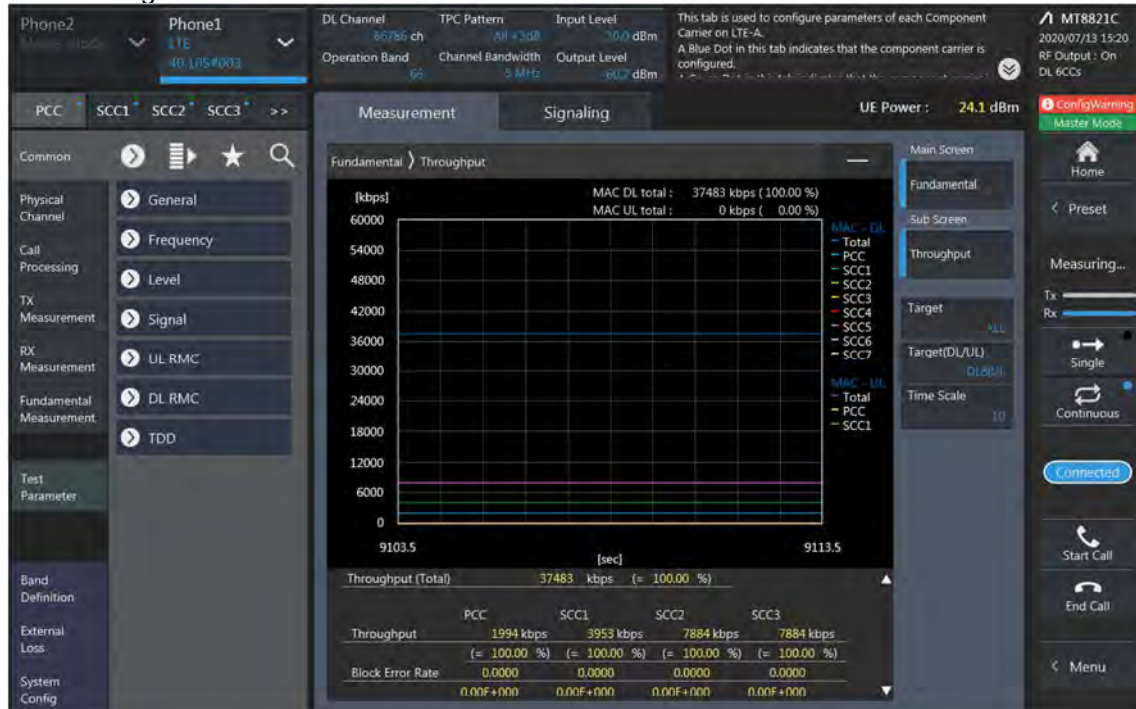 Phone2
Phone1
LTE
40.185#003
DL Channel
TPC Pattern
Input Level
66786 ch
All +3dB
30.0 dBm
Operation Band
Channel Bandwidth
Output Level
66
5 MHz
-60.7 dBm
This tab is used to configure parameters of each Component
Carrier on LTE-A.
A Blue Dot in this tab indicates that the component carrier is
configured.
MT8821C
2020/07/13 15:20
RF Output : On
DL 6CCs
PCC
SCC1
SCC2
SCC3
>>
Measurement
Signaling
UE Power : 24.1 dBm
ConfigWarning
Master Mode
Common
Physical
Channel
Call
Processing
TX
Measurement
RX
Measurement
Fundamental
Measurement
Test
Parameter
Band
Definition
External
Loss
System
Config
General
Frequency
Level
Signal
UL RMC
DL RMC
TDD
Fundamental ⟩ Throughput
[kbps]
MAC DL total : 37483 kbps ( 100.00 %)
MAC UL total : 0 kbps ( 0.00 %)
60000
54000
48000
42000
36000
30000
24000
18000
12000
6000
0
9103.5
[sec]
9113.5
MAC - DL
Total
PCC
SCC1
SCC2
SCC3
SCC4
SCC5
SCC6
SCC7
MAC - UL
Total
PCC
SCC1
Throughput (Total) 37483 kbps (= 100.00 %)
PCC SCC1 SCC2 SCC3
Throughput 1994 kbps 3953 kbps 7884 kbps 7884 kbps
(= 100.00 %) (= 100.00 %) (= 100.00 %) (= 100.00 %)
Block Error Rate 0.0000 0.0000 0.0000 0.0000
0.00E+000 0.00E+000 0.00E+000 0.00E+000
Main Screen
Fundamental
Sub Screen
Throughput
Target
ALL
Target(DL/UL)
DL&UL
Time Scale
10
Home
< Preset
Measuring...
Tx
Rx
Single
Continuous
Connected
Start Call
End Call
< Menu